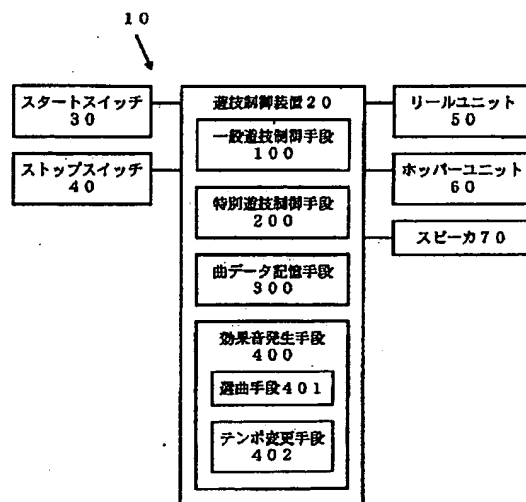 10
スタートスイッチ
30
ストップスイッチ
40
遊技制御装置20
一般遊技制御手段
100
特別遊技制御手段
200
曲データ記憶手段
300
効果音発生手段
400
選曲手段401
テンポ変更手段
402
リールユニット
50
ホッパーユニット
60
スピーカ70